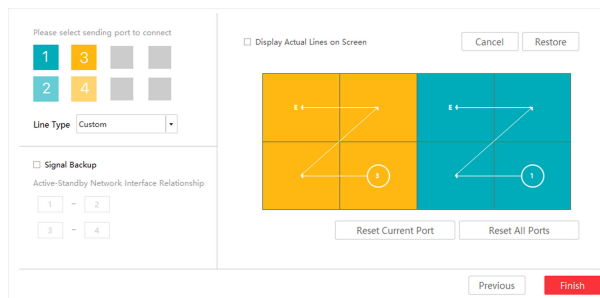 Please select sending port to connect
1 3
2 4
Line Type Custom
Signal Backup
Active-Standby Network Interface Relationship
1 - 2
3 - 4
Display Actual Lines on Screen
Cancel Restore
E E
3 1
Reset Current Port Reset All Ports
Previous Finish